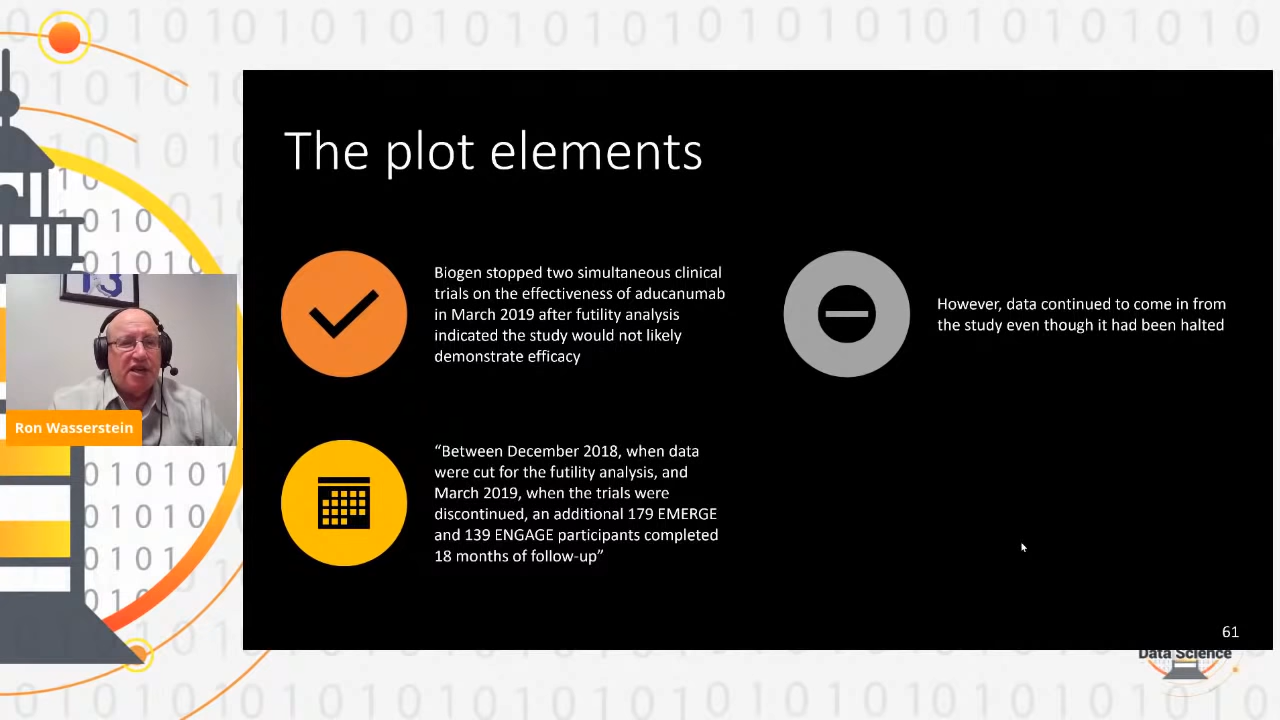 The plot elements
Biogen stopped two simultaneous clinical
trials on the effectiveness of aducanumab
in March 2019 after futility analysis
indicated the study would not likely
demonstrate efficacy
However, data continued to come in from
the study even though it had been halted
“Between December 2018, when data
were cut for the futility analysis, and
March 2019, when the trials were
discontinued, an additional 179 EMERGE
and 139 ENGAGE participants completed
18 months of follow-up”
61
13
Ron Wasserstein
Data Science